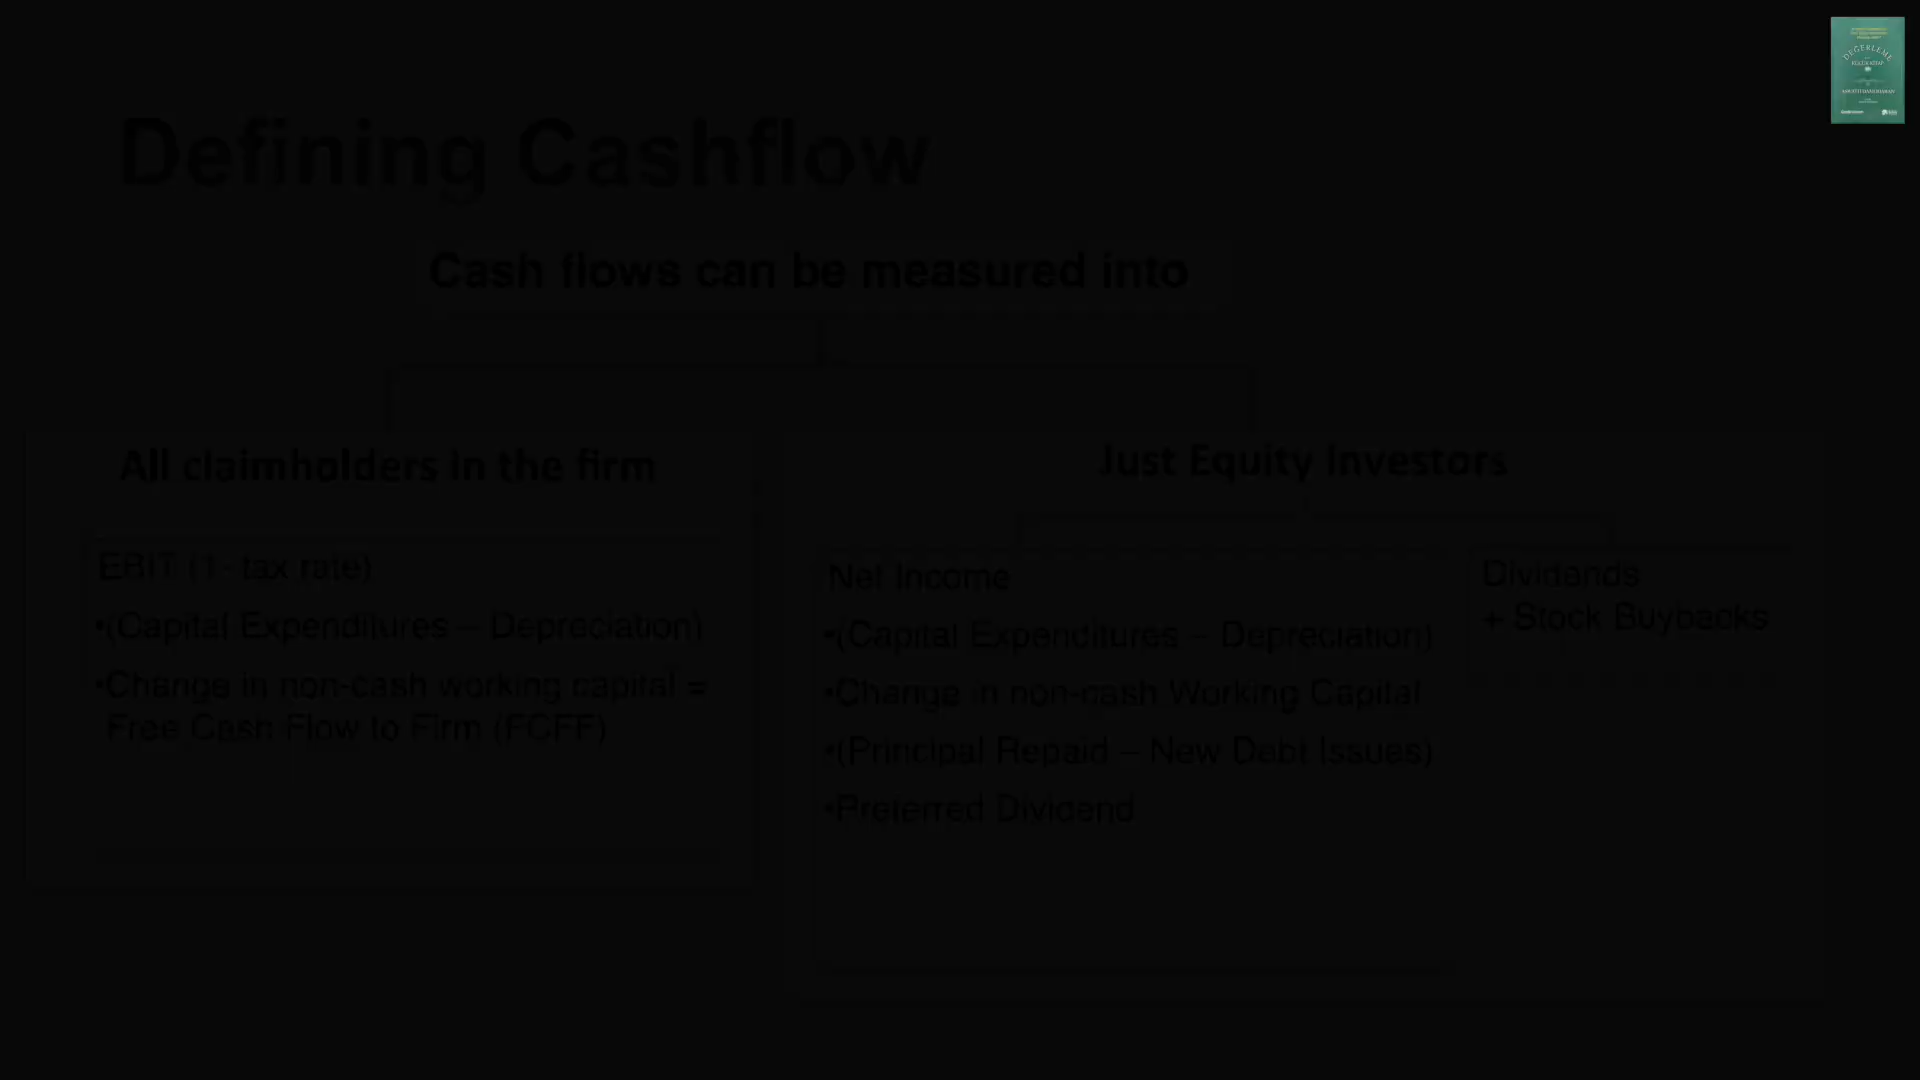 DEĞERLEME
Defining Cashflow
Cash flows can be measured into
All claimholders in the firm
EBIT (1- tax rate)
•(Capital Expenditures – Depreciation)
•Change in non-cash working capital =
Free Cash Flow to Firm (FCFF)
Just Equity Investors
Net Income
•(Capital Expenditures – Depreciation)
•Change in non-cash Working Capital
•(Principal Repaid – New Debt Issues)
•Preferred Dividend
Dividends
+ Stock Buybacks